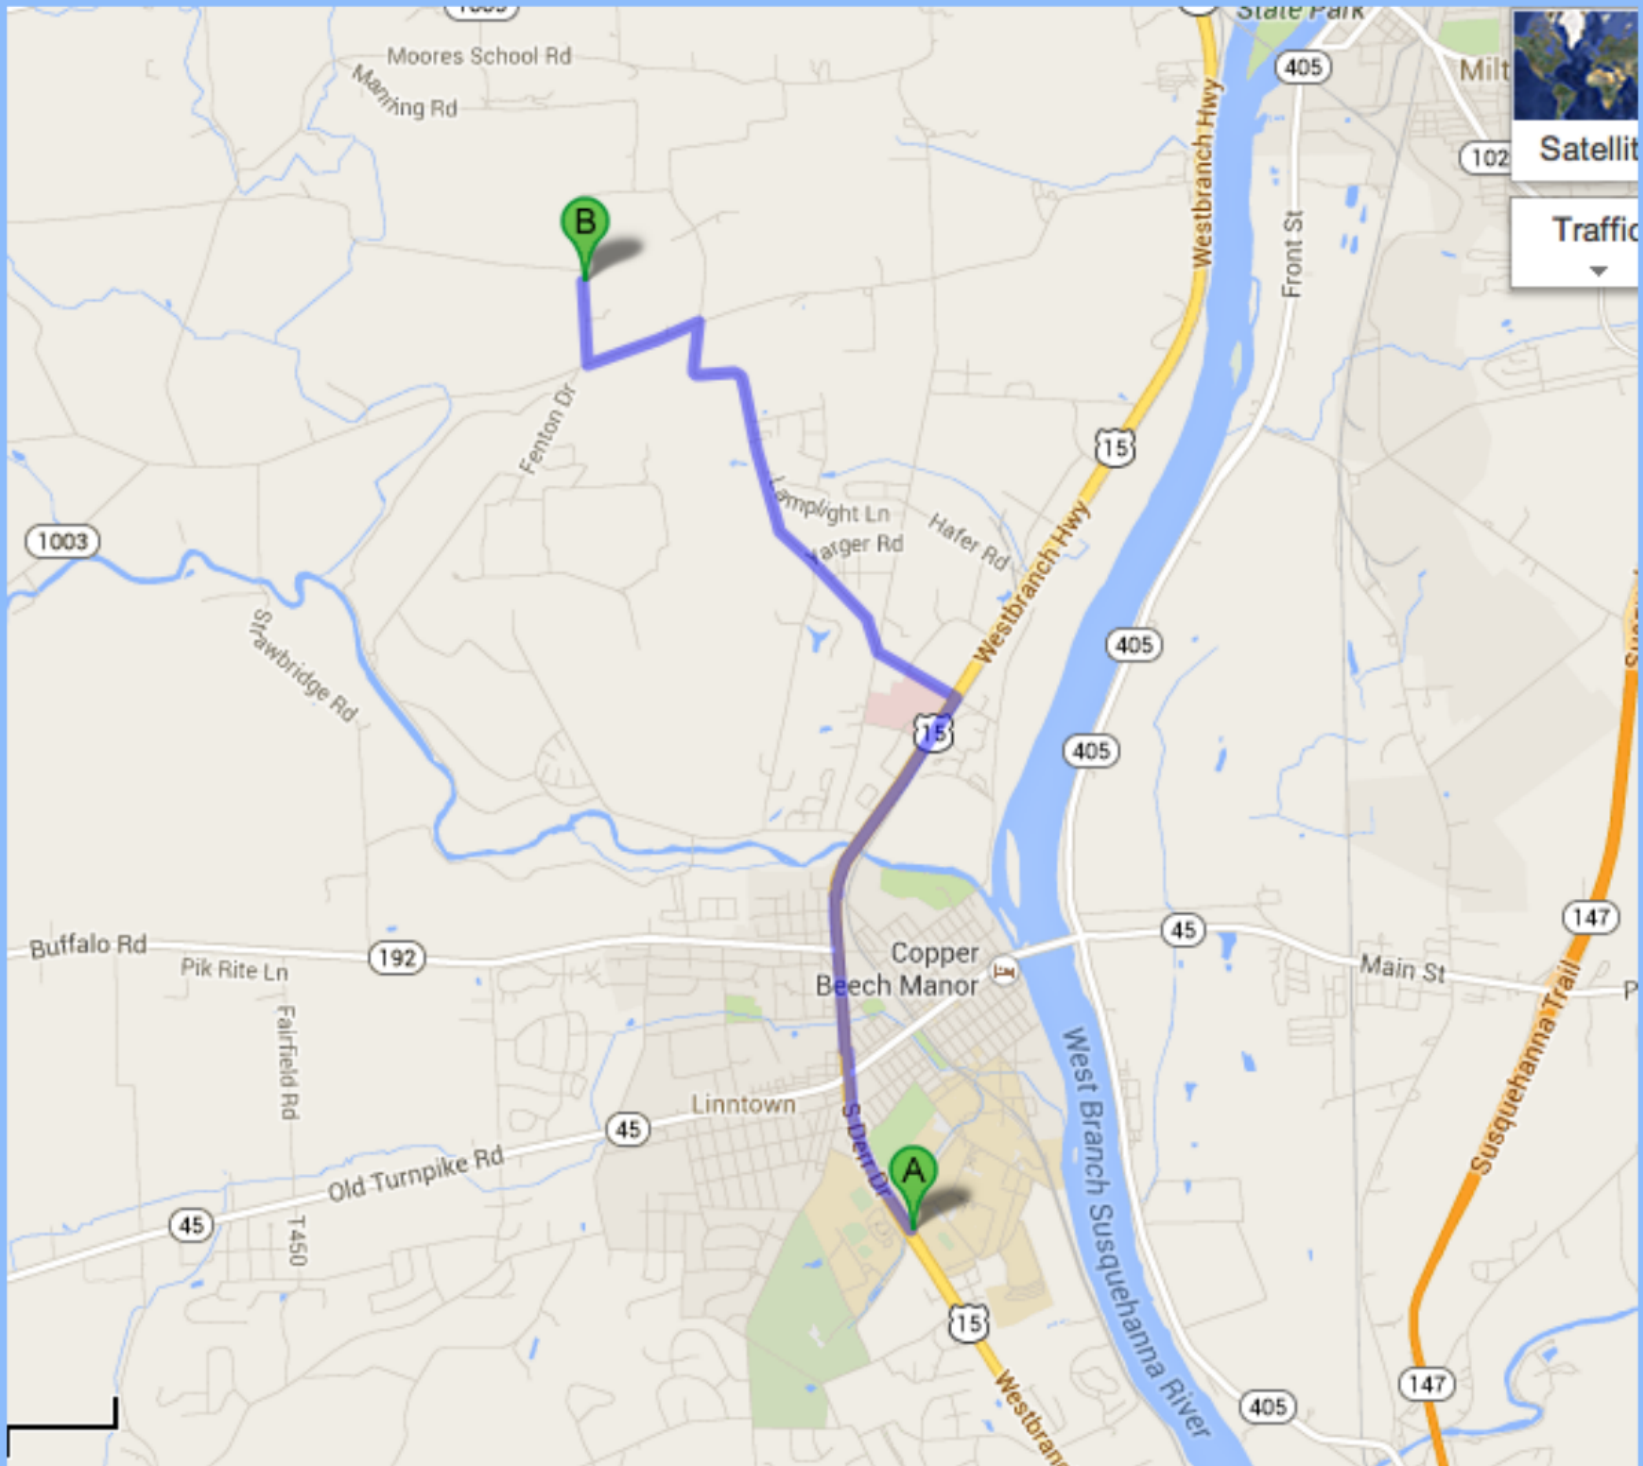 State Park
Moores School Rd
405
Milt
Manning Rd
Westbranch Hwy
102
Satellit
Traffic
B
Front St
Fenton Dr
15
Lamplight Ln
Hafer Rd
Yarger Rd
Westbranch Hwy
1003
Strawbridge Rd
405
15
405
147
Buffalo Rd
192
Pik Rite Ln
Copper
Beech Manor
45
Main St
P
Fairfield Rd
Susquehanna Trail
West Branch Susquehanna River
Linntown
45
S Derr Dr
Old Turnpike Rd
A
45
T450
15
Westbran
147
405